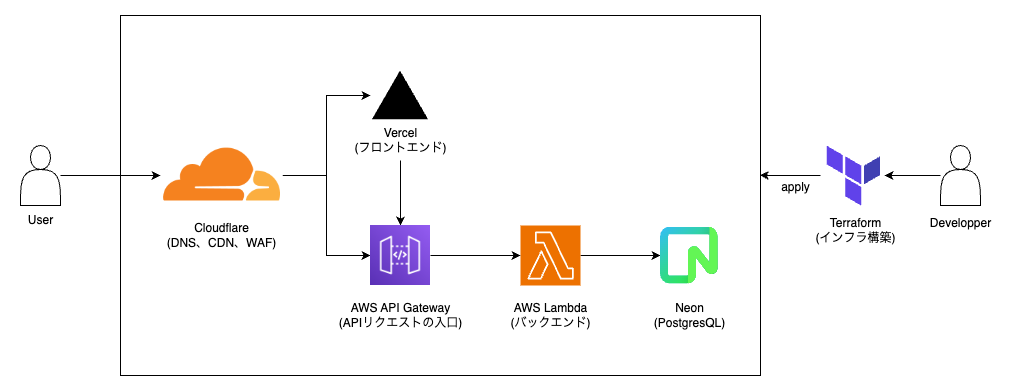 Vercel
(フロントエンド)
User
Cloudflare
(DNS、CDN、WAF)
apply
Terraform
(インフラ構築)
Developper
AWS API Gateway
(APIリクエストの入口)
AWS Lambda
(バックエンド)
Neon
(PostgresQL)